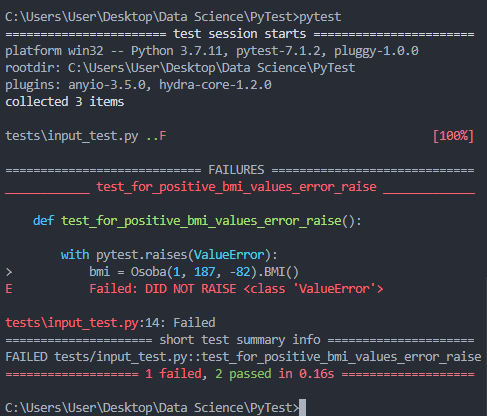 C:\Users\User\Desktop\Data Science\PyTest>pytest
======================= test session starts =======================
platform win32 -- Python 3.7.11, pytest-7.1.2, pluggy-1.0.0
rootdir: C:\Users\User\Desktop\Data Science\PyTest
plugins: anyio-3.5.0, hydra-core-1.2.0
collected 3 items
tests\input_test.py ..F [100%]
============================ FAILURES =============================
____________ test_for_positive_bmi_values_error_raise _____________
def test_for_positive_bmi_values_error_raise():
with pytest.raises(ValueError):
> bmi = Osoba(1, 187, -82).BMI()
E Failed: DID NOT RAISE <class 'ValueError'>
tests\input_test.py:14: Failed
===================== short test summary info =====================
FAILED tests/input_test.py::test_for_positive_bmi_values_error_raise
=================== 1 failed, 2 passed in 0.16s ===================
C:\Users\User\Desktop\Data Science\PyTest>